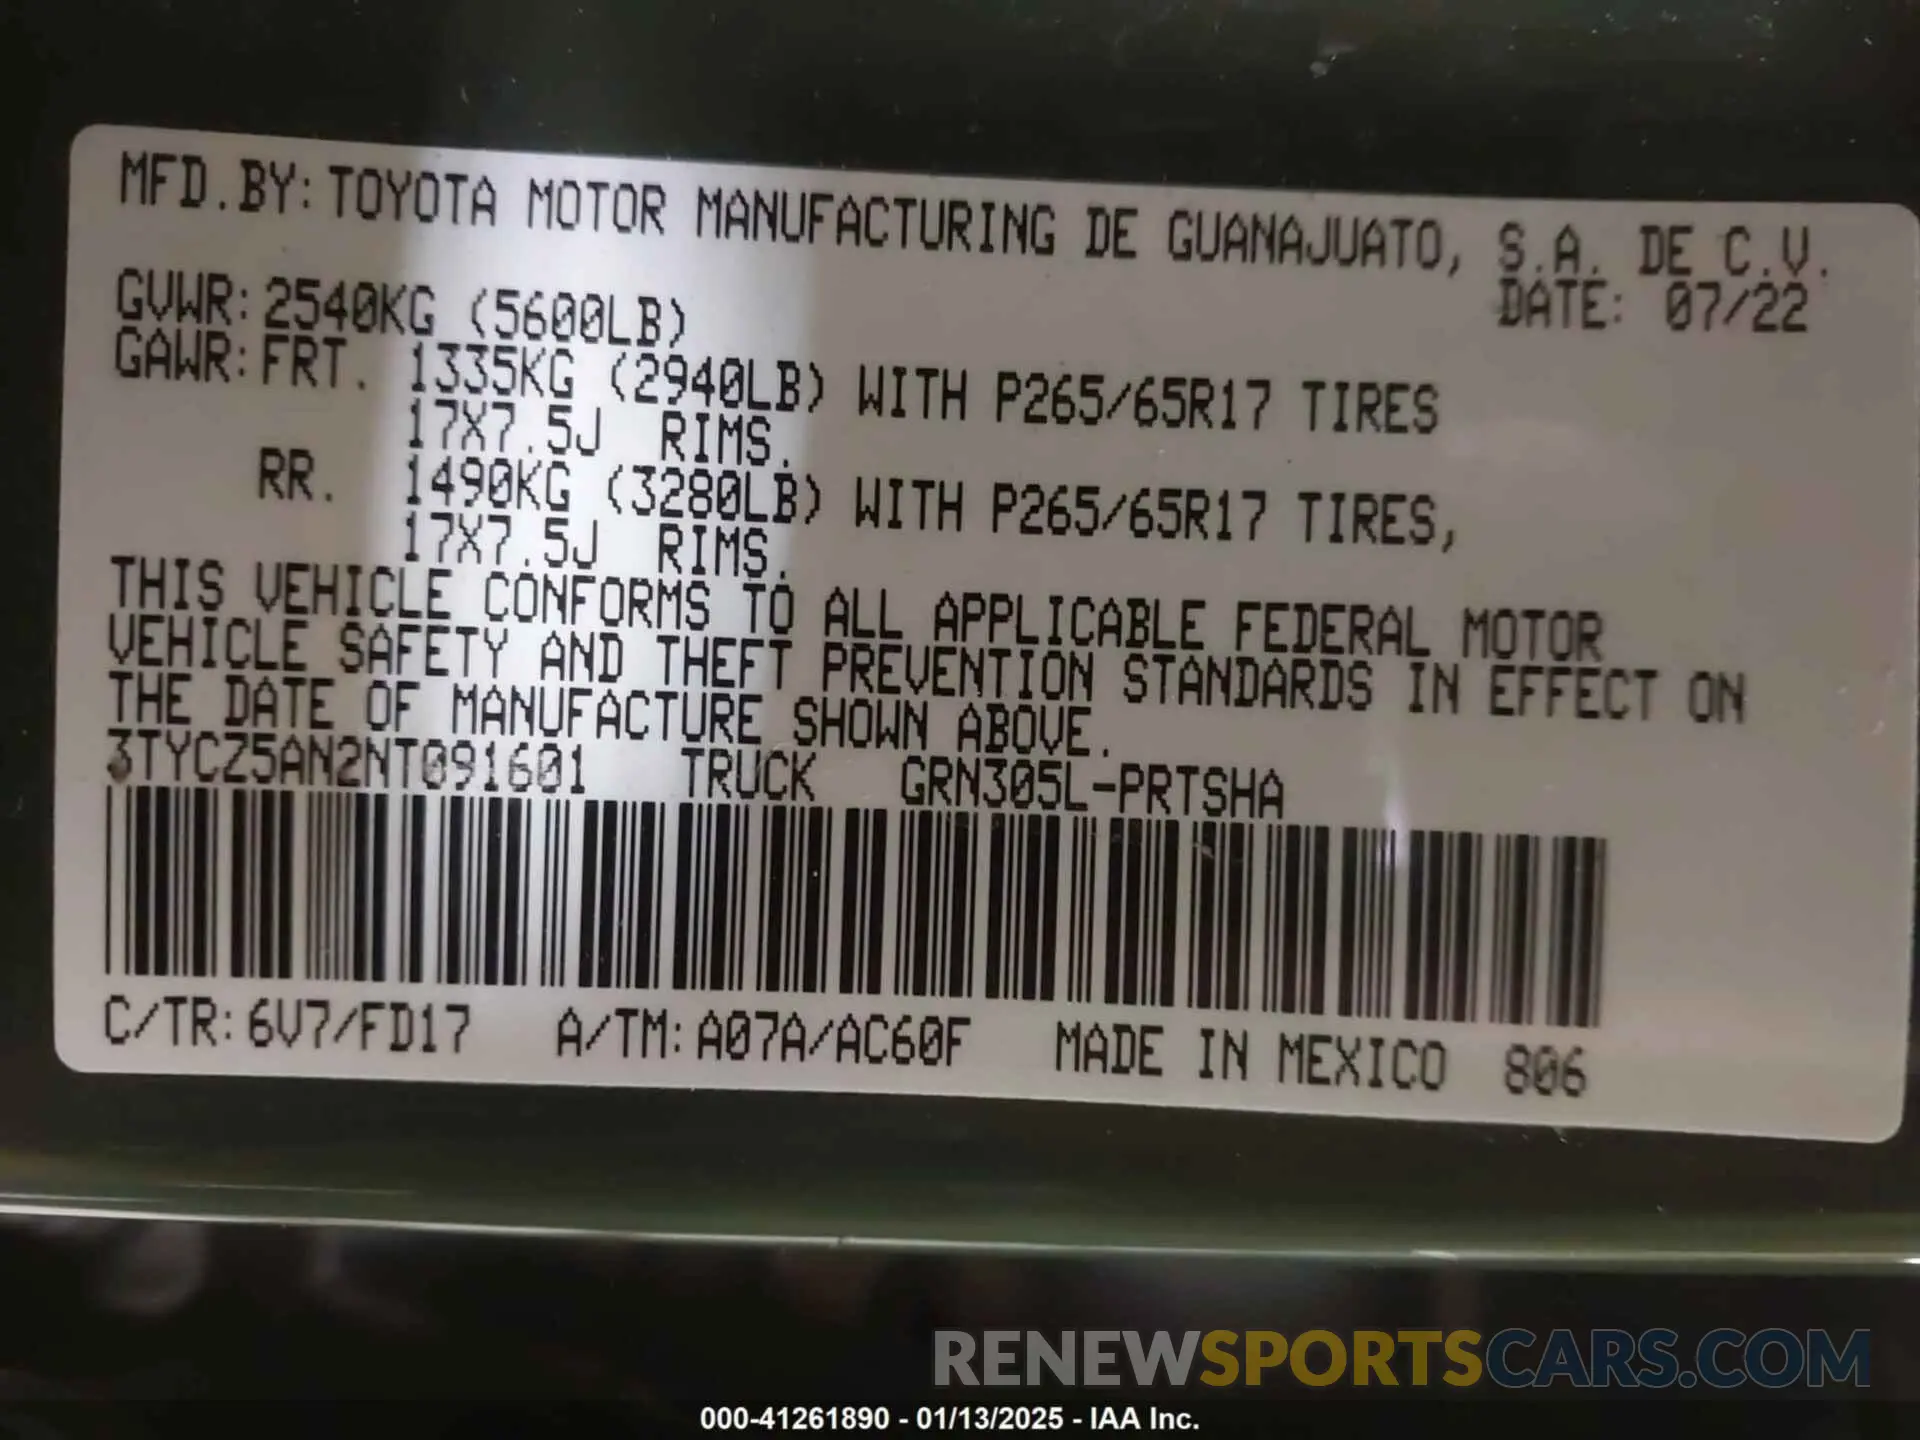 MFD.BY: TOYOTA MOTOR MANUFACTURING DE GUANAJUATO, S.A. DE C.V.
GVWR: 2540KG (5600LB) DATE: 07/22
GAWR: FRT. 1335KG (2940LB) WITH P265/65R17 TIRES
17X7.5J RIMS.
RR. 1490KG (3280LB) WITH P265/65R17 TIRES,
17X7.5J RIMS.
THIS VEHICLE CONFORMS TO ALL APPLICABLE FEDERAL MOTOR
VEHICLE SAFETY AND THEFT PREVENTION STANDARDS IN EFFECT ON
THE DATE OF MANUFACTURE SHOWN ABOVE.
3TYCZ5AN2NT091601 TRUCK GRN305L-PRTSHA
C/TR: 6V7/FD17 A/TM: A07A/AC60F MADE IN MEXICO 806
RENEWSPORTSCARS.COM
000-41261890 - 01/13/2025 - IAA Inc.